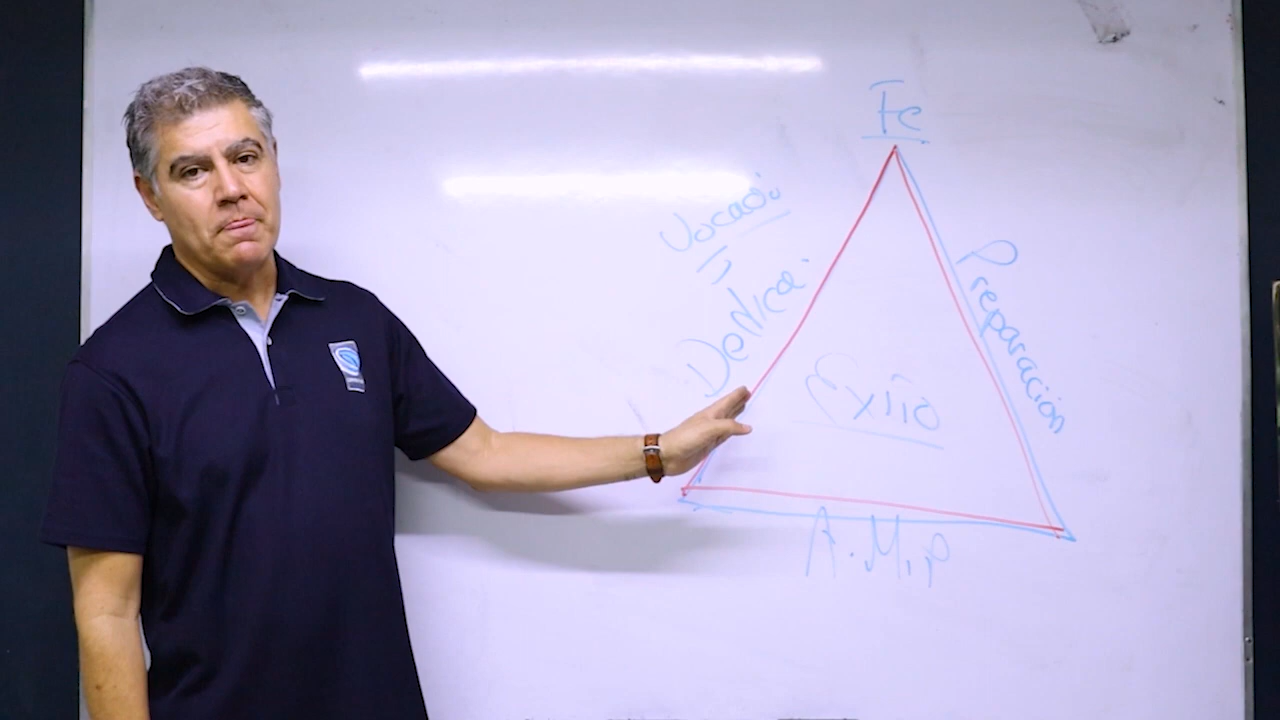 Fe
Vocació
y
Dedica.
Preparación
Exito
A.M.P